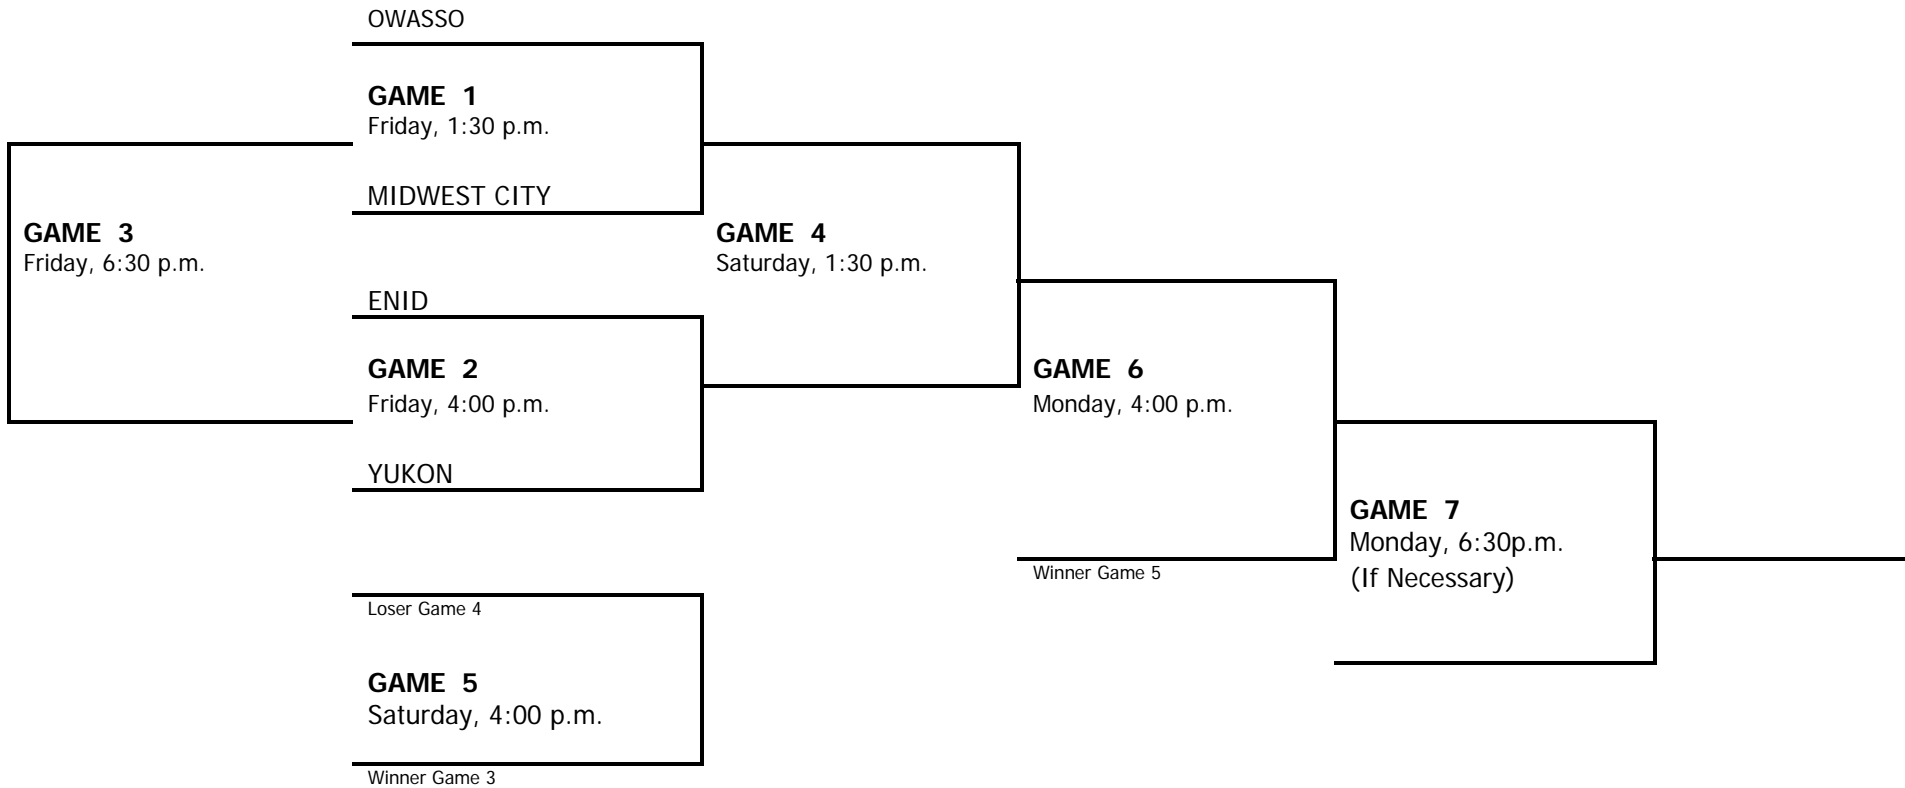 OWASSO
GAME 1
Friday, 1:30 p.m.
MIDWEST CITY
GAME 3
Friday, 6:30 p.m.
GAME 4
Saturday, 1:30 p.m.
ENID
GAME 2
Friday, 4:00 p.m.
YUKON
GAME 6
Monday, 4:00 p.m.
Winner Game 5
GAME 7
Monday, 6:30p.m.
(If Necessary)
Loser Game 4
GAME 5
Saturday, 4:00 p.m.
Winner Game 3